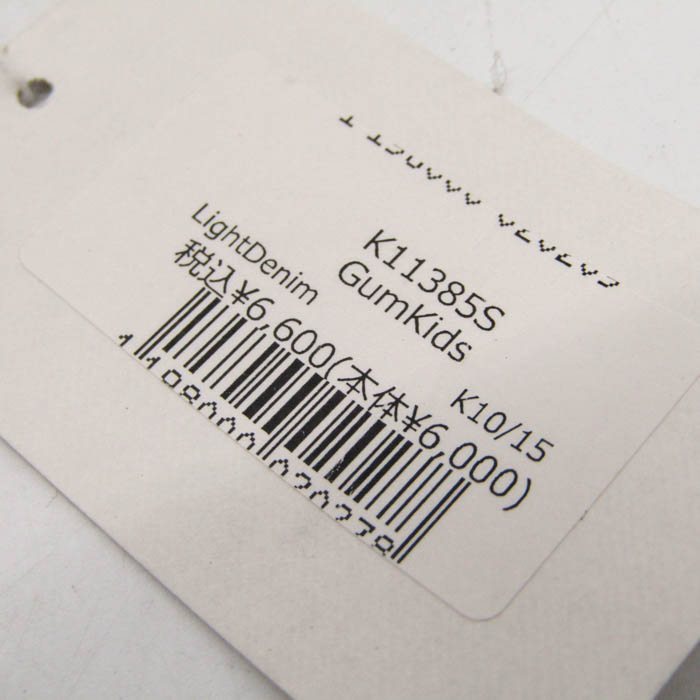 K11385S
GumKids
LightDenim K10/15
税込¥6,600(本体¥6,000)